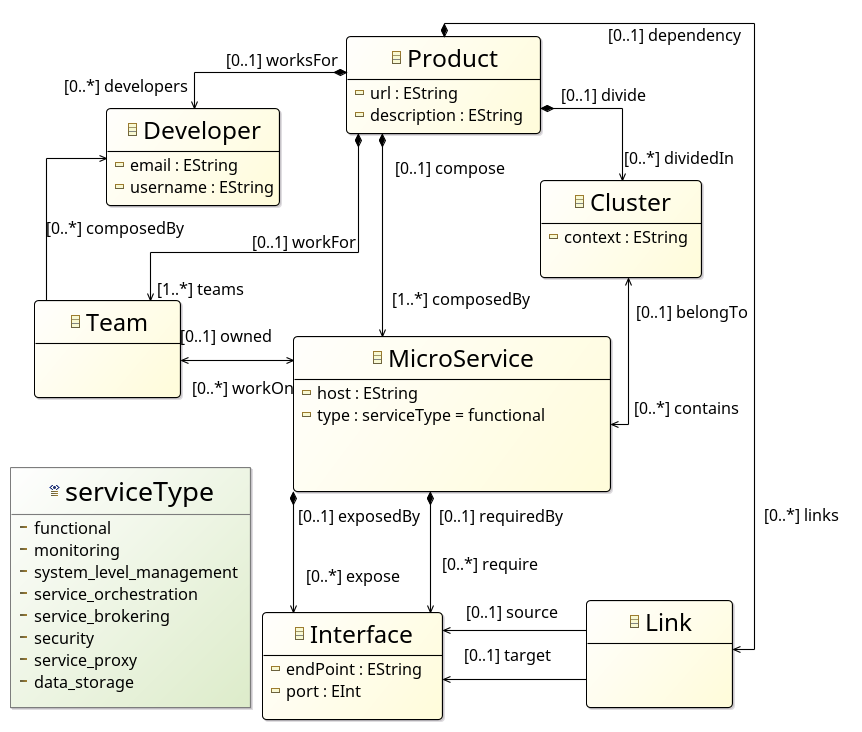 [0..1] dependency
[0..1] worksFor
Product
[0..*] developers
url : EString
description : EString
[0..1] divide
Developer
email : EString
username : EString
[0..1] compose
[0..*] dividedIn
Cluster
context : EString
[0..*] composedBy
[0..1] workFor
[1..*] teams
[1..*] composedBy
[0..1] belongTo
Team
[0..1] owned
[0..*] workOn
MicroService
host : EString
type : serviceType = functional
[0..*] contains
serviceType
functional
monitoring
system_level_management
service_orchestration
service_brokering
security
service_proxy
data_storage
[0..1] exposedBy
[0..1] requiredBy
[0..*] links
[0..*] expose
[0..*] require
Interface
endPoint : EString
port : EInt
[0..1] source
[0..1] target
Link